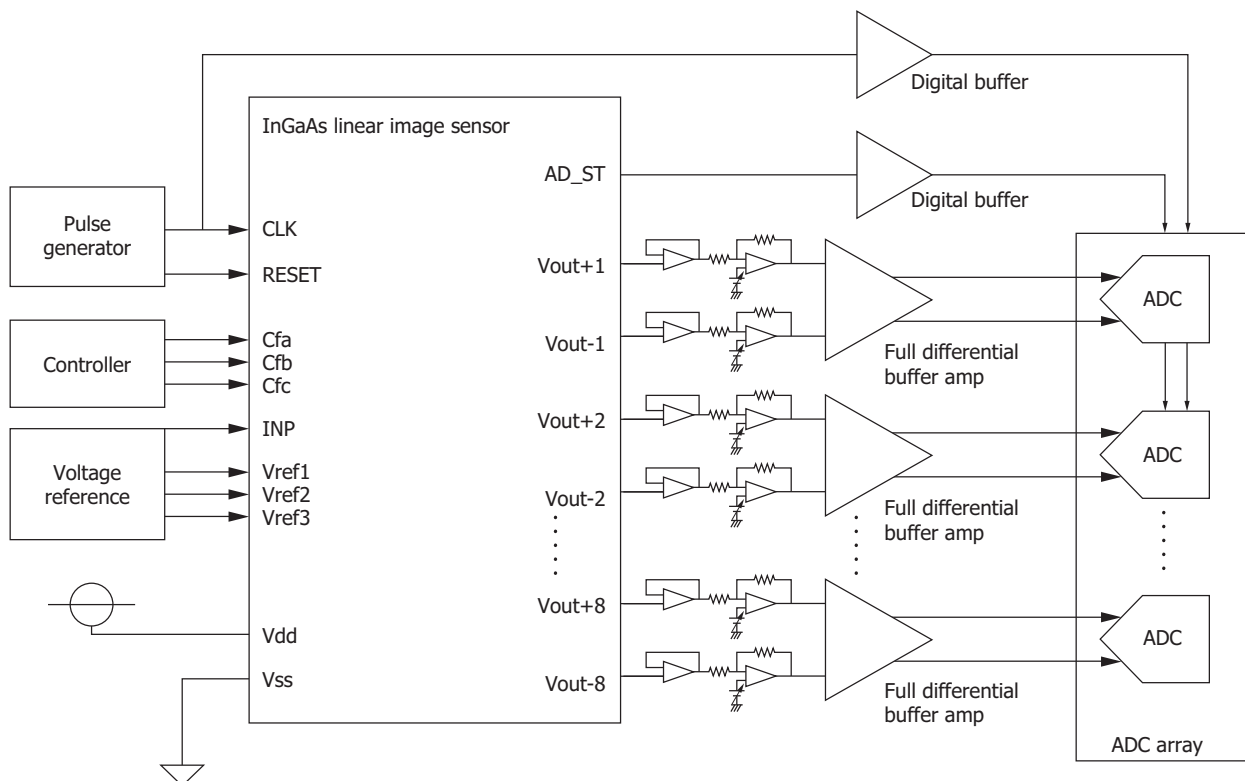 Digital buffer
InGaAs linear image sensor
AD_ST
Digital buffer
Pulse
generator
CLK
RESET
Vout+1
ADC
Vout-1
Controller
Cfa
Cfb
Cfc
Full differential
buffer amp
INP
Vout+2
ADC
Voltage
reference
Vref1
Vref2
Vref3
Vout-2
Full differential
buffer amp
Vout+8
Vdd
ADC
Vss
Vout-8
Full differential
buffer amp
ADC array